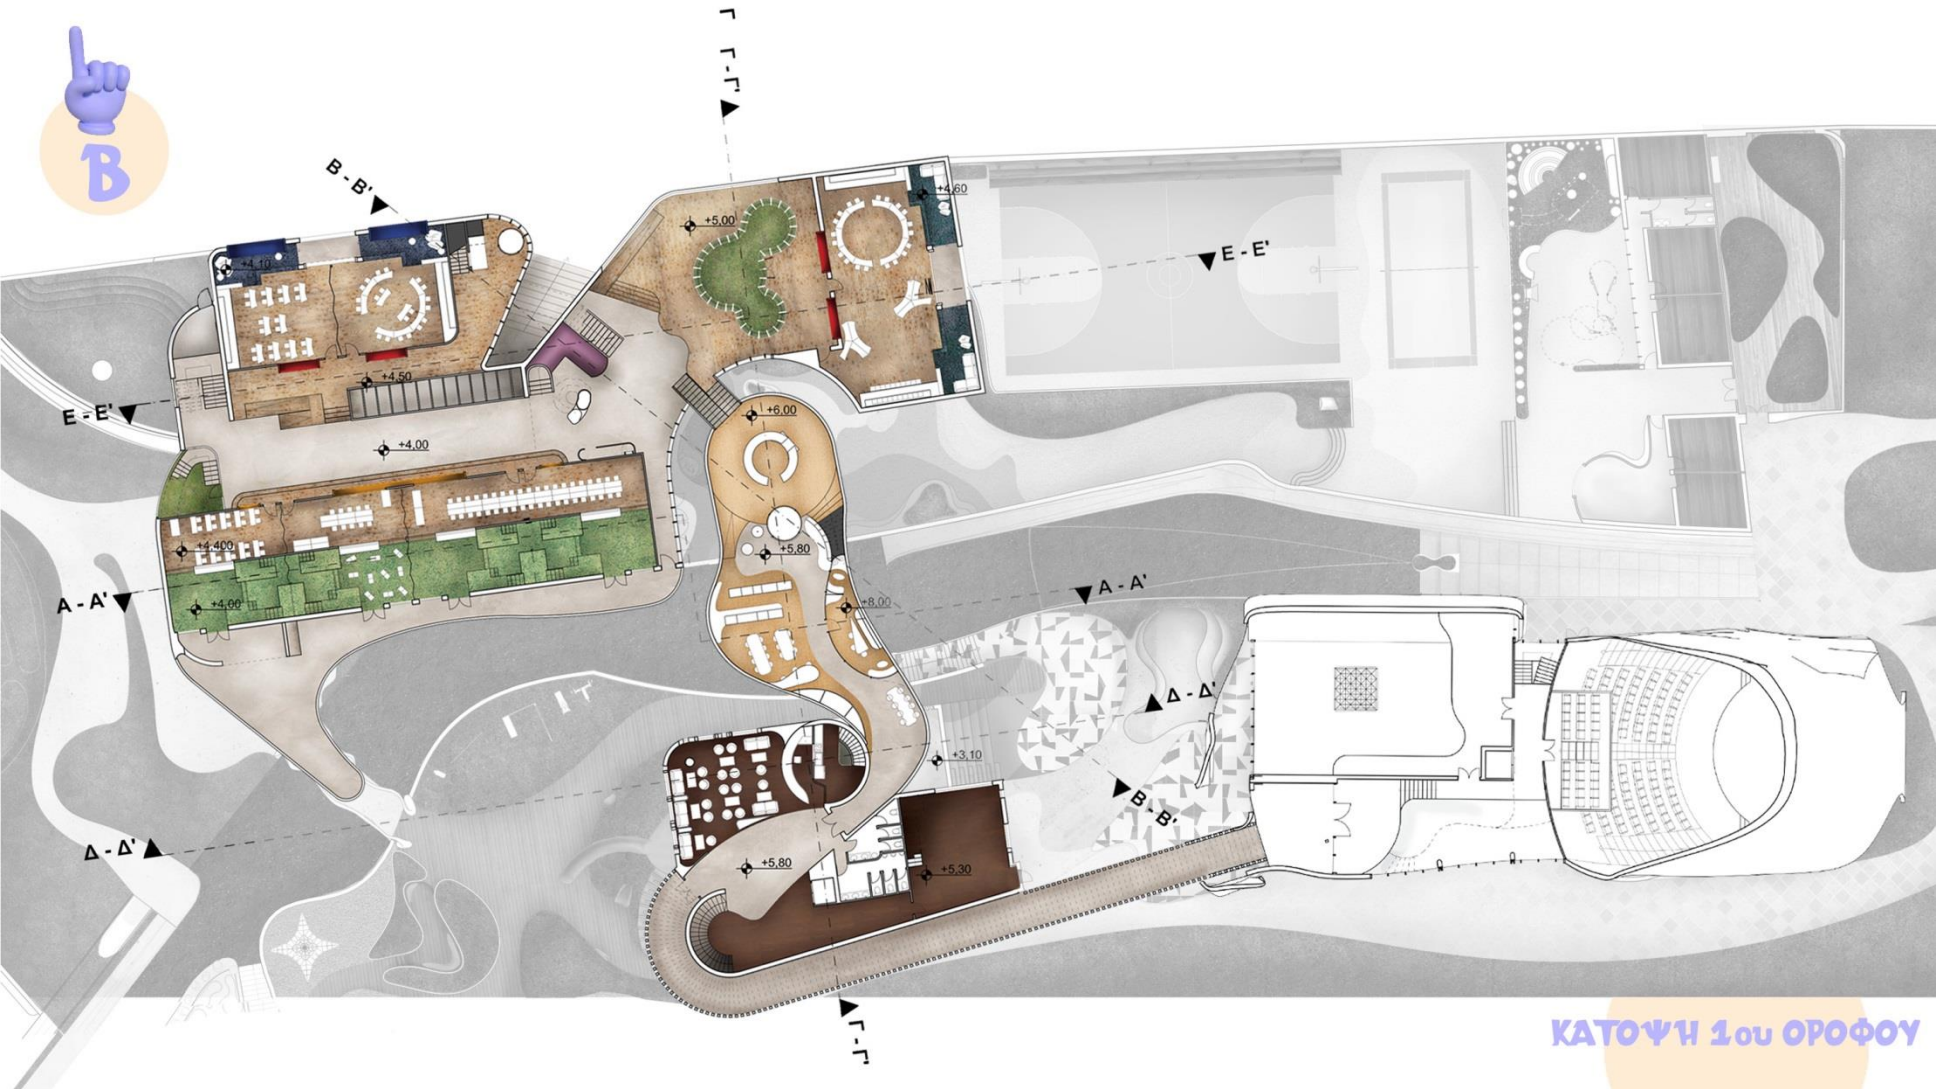 Γ - Γ'
Β
Β - Β'
+4,60
+5,00
Ε - Ε'
+4,10
+4,50
Ε - Ε'
+6,00
+4,00
+5,80
+4,400
Α - Α'
Α - Α'
+4,00
+8,00
Δ - Δ'
+3,10
Β - Β'
Δ - Δ'
+5,80
+5,30
Γ - Γ'
ΚΑΤΟΨΗ 1ου ΟΡΟΦΟΥ